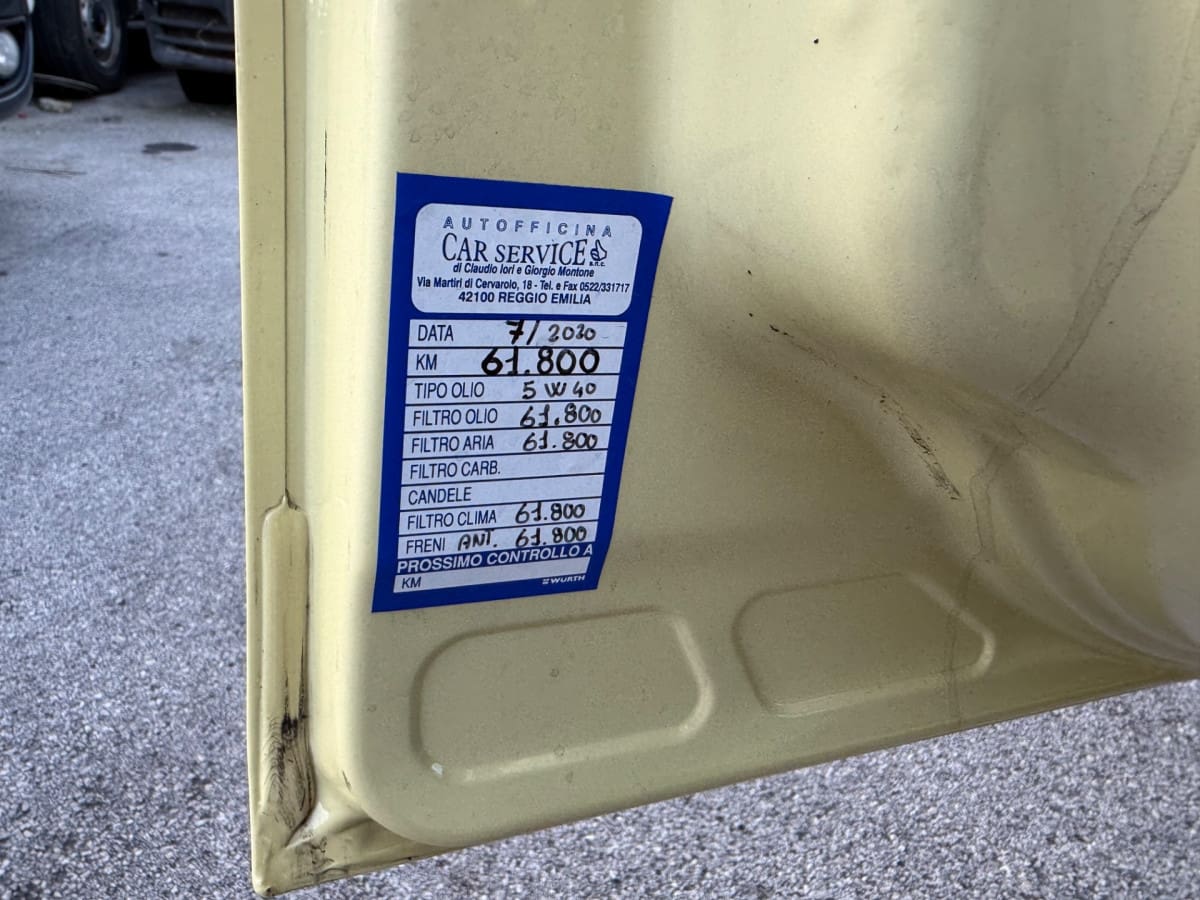 AUTOFFICINA
CAR SERVICE s.n.c.
di Claudio Iori e Giorgio Montone
Via Martiri di Cervarolo, 18 - Tel. e Fax 0522/331717
42100 REGGIO EMILIA
DATA 7/2020
KM 61.800
TIPO OLIO 5W40
FILTRO OLIO 61.800
FILTRO ARIA 61.800
FILTRO CARB.
CANDELE
FILTRO CLIMA 61.800
FRENI ANT. 61.800
PROSSIMO CONTROLLO A
KM WÜRTH